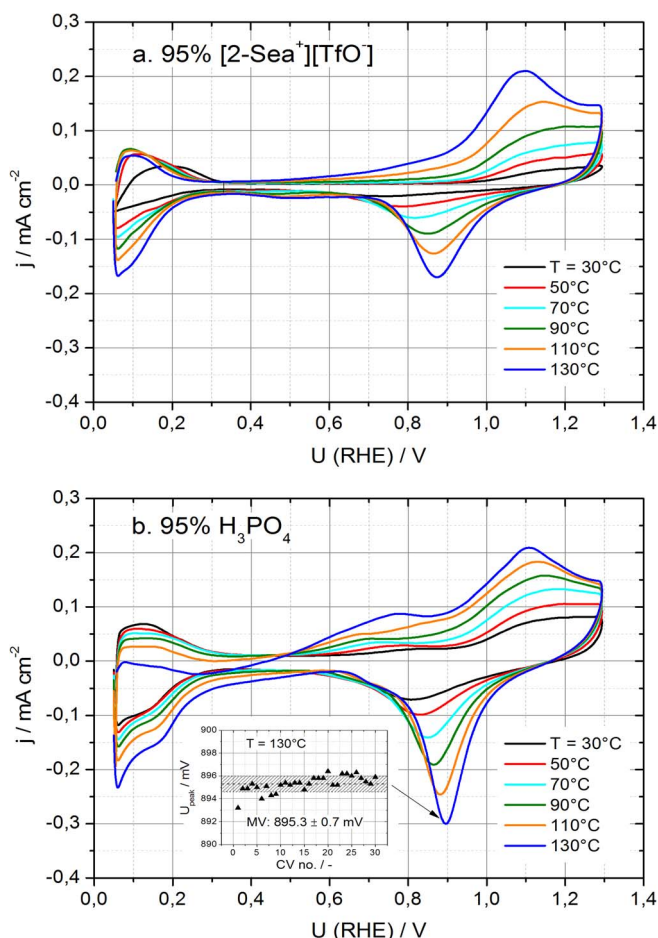 0,3
a. 95% [2-Sea⁺][TfO⁻]
0,2
0,1
0,0
-0,1
-0,2
-0,3
-0,4
j / mA cm⁻²
T = 30°C
50°C
70°C
90°C
110°C
130°C
0,0 0,2 0,4 0,6 0,8 1,0 1,2 1,4
U (RHE) / V
0,3
b. 95% H₃PO₄
0,2
0,1
0,0
-0,1
-0,2
-0,3
-0,4
j / mA cm⁻²
900
898
896
894
892
890
U_peak / mV
T = 130°C
MV: 895.3 ± 0.7 mV
0 5 10 15 20 25 30
CV no. / -
T = 30°C
50°C
70°C
90°C
110°C
130°C
0,0 0,2 0,4 0,6 0,8 1,0 1,2 1,4
U (RHE) / V